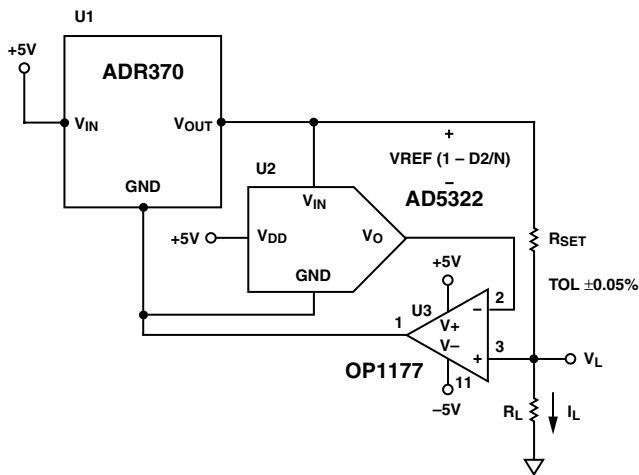 U1
+5V
ADR370
VIN
VOUT
GND
U2
+
VREF (1 – D2/N)
–
AD5322
VIN
+5V
VDD
VO
GND
RSET
TOL ±0.05%
+5V
U3
2
–
V+
1
V–
3
+
VL
OP1177
11
–5V
RL
IL